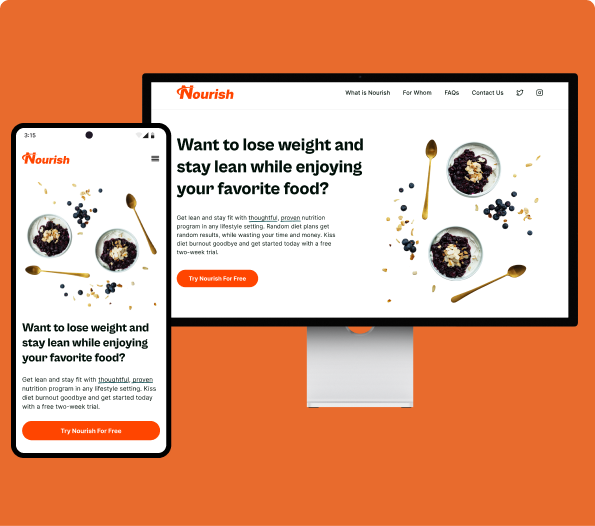 Nourish
What is Nourish
For Whom
FAQs
Contact Us
Want to lose weight and
stay lean while enjoying
your favorite food?
Get lean and stay fit with thoughtful, proven nutrition
program in any lifestyle setting. Random diet plans get
random results, while wasting your time and money. Kiss
diet burnout goodbye and get started today with a free
two-week trial.
Try Nourish For Free
3:15
Nourish
Want to lose weight and
stay lean while enjoying
your favorite food?
Get lean and stay fit with thoughtful, proven
nutrition program in any lifestyle setting. Kiss
diet burnout goodbye and get started today
with a free two-week trial.
Try Nourish For Free